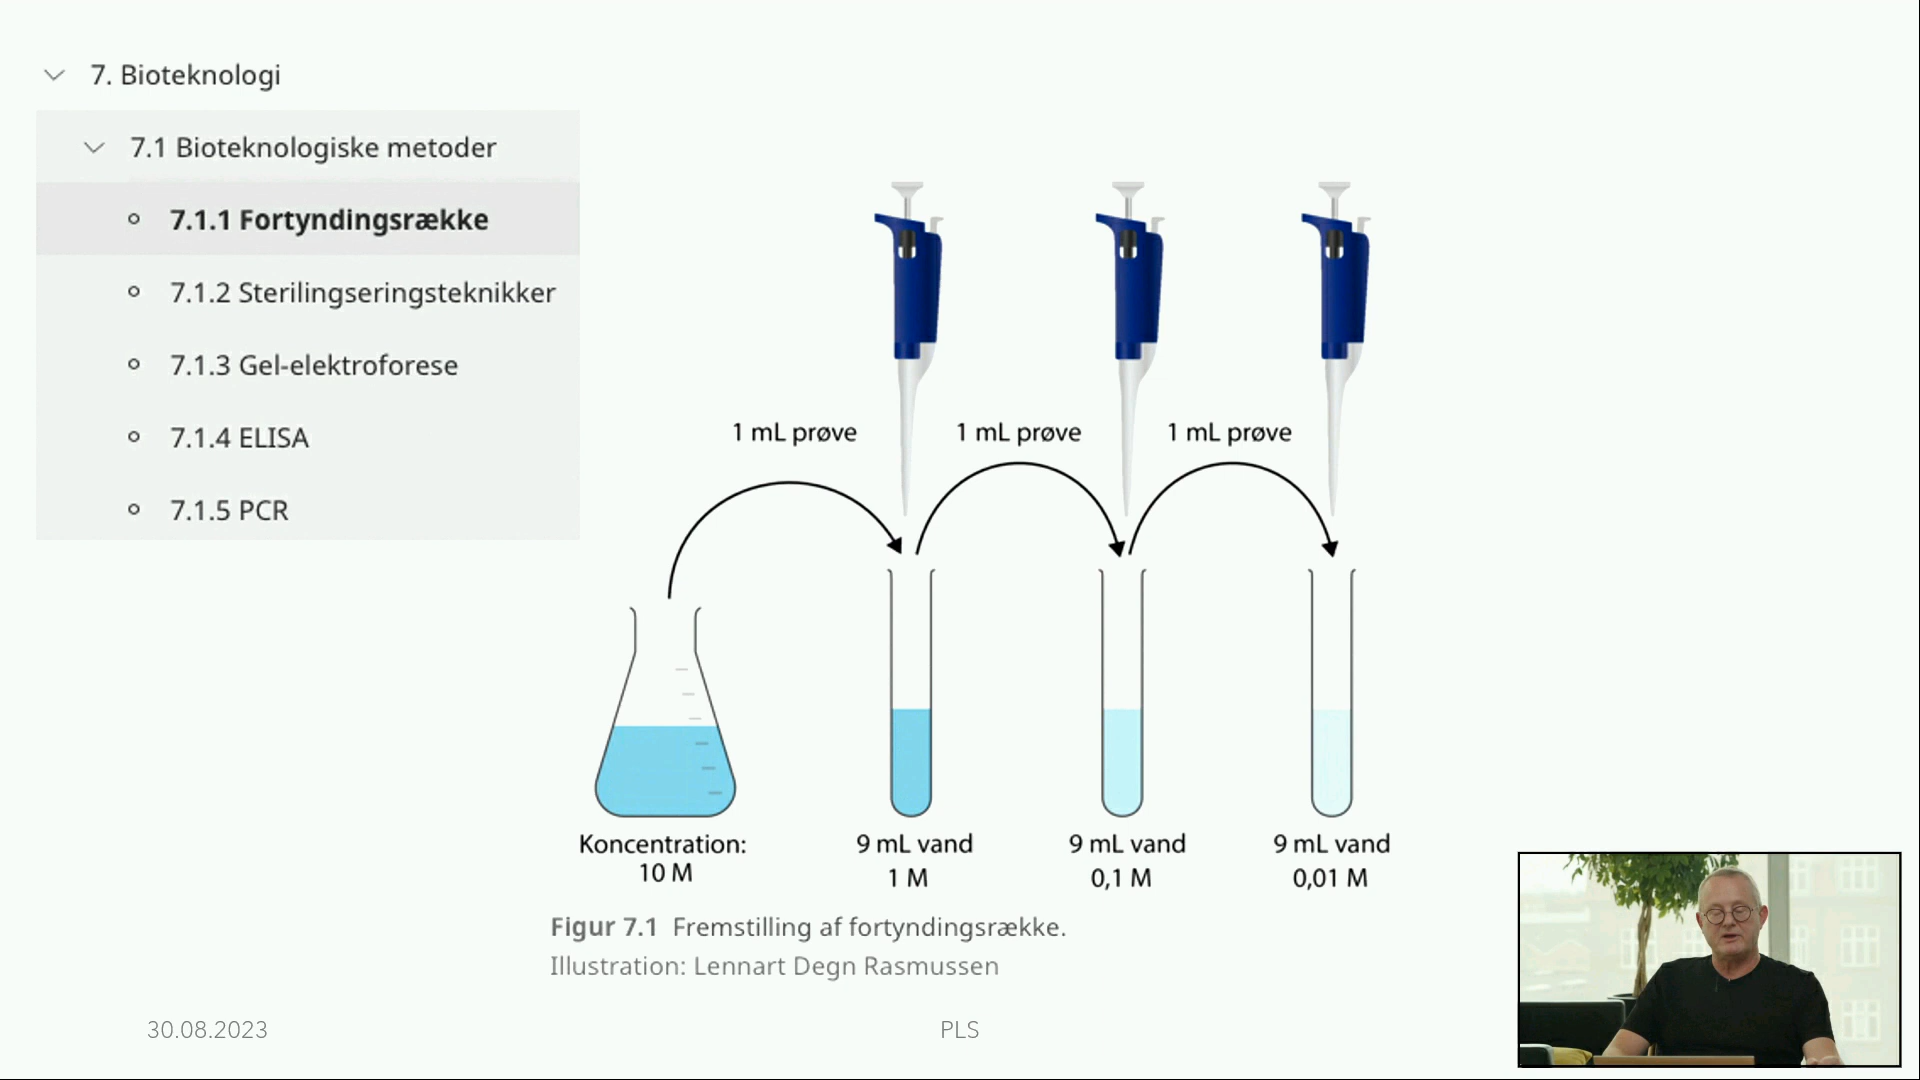 7. Bioteknologi
7.1 Bioteknologiske metoder
7.1.1 Fortyndingsrække
7.1.2 Sterilingseringsteknikker
7.1.3 Gel-elektroforese
7.1.4 ELISA
7.1.5 PCR
1 mL prøve
1 mL prøve
1 mL prøve
Koncentration:
10 M
9 mL vand
1 M
9 mL vand
0,1 M
9 mL vand
0,01 M
Figur 7.1 Fremstilling af fortyndingsrække.
Illustration: Lennart Degn Rasmussen
30.08.2023
PLS